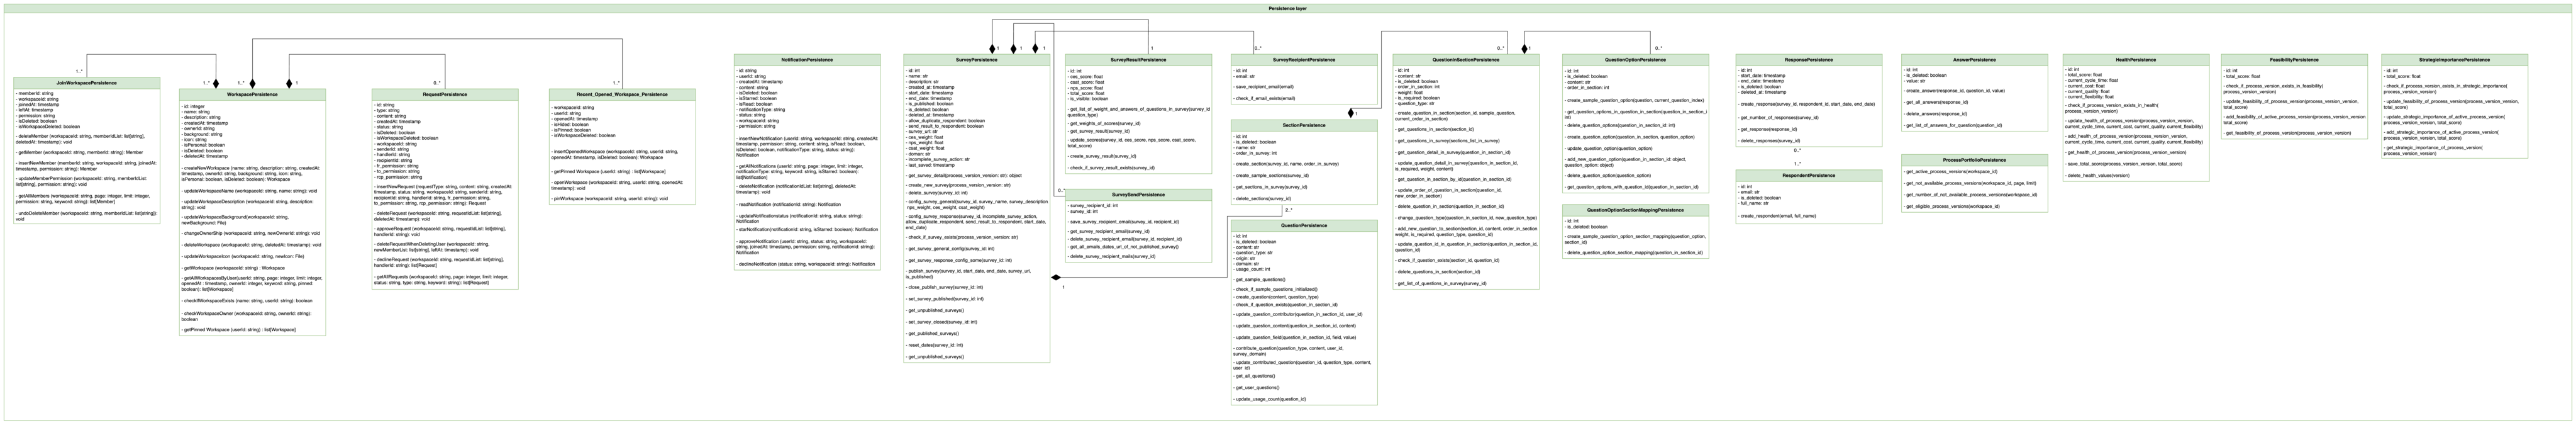 Persistence layer
1..*
1..*
1..*
1
0..*
1..*
JoinWorkspacePersistence
- memberId: string
- workspaceId: string
- joinedAt: timestamp
- leftAt: timestamp
- permission: string
- isDeleted: boolean
- isWorkspaceDeleted: boolean
- deleteMember (workspaceId: string, memberIdList: list[string],
deletedAt: timestamp): void
- getMember (workspaceId: string, memberId: string): Member
- insertNewMember (memberId: string, workspaceId: string, joinedAt:
timestamp, permission: string): Member
- updateMemberPermission (workspaceId: string, memberIdList:
list[string], permission: string): void
- getAllMembers (workspaceId: string, page: integer, limit: integer,
permission: string, keyword: string): list[Member]
- undoDeleteMember (workspaceId: string, memberIdList: list[string]):
void
WorkspacePersistence
- id: integer
- name: string
- description: string
- createdAt: timestamp
- ownerId: string
- background: string
- icon: string
- isPersonal: boolean
- isDeleted: boolean
- deletedAt: timestamp
- createNewWorkspace (name: string, description: string, createdAt:
timestamp, ownerId: string, background: string, icon: string,
isPersonal: boolean, isDeleted: boolean): Workspace
- updateWorkspaceName (workspaceId: string, name: string): void
- updateWorkspaceDescription (workspaceId: string, description:
string): void
- updateWorkspaceBackground (workspaceId: string,
newBackground: File)
- changeOwnerShip (workspaceId: string, newOwnerId: string): void
- deleteWorkspace (workspaceId: string, deletedAt: timestamp): void
- updateWorkspaceIcon (workspaceId: string, newIcon: File)
- getWorkspace (workspaceId: string) : Workspace
- getAllWorkspacesByUser(userId: string, page: integer, limit: integer,
openedAt : timestamp, ownerId: integer, keyword: string, pinned:
boolean): list[Workspace]
- checkIfWorkspaceExists (name: string, userId: string): boolean
- checkWorkspaceOwner (workspaceId: string, ownerId: string):
boolean
- getPinned Workspace (userId: string) : list[Workspace]
RequestPersistence
- id: string
- type: string
- content: string
- createdAt: timestamp
- status: string
- isDeleted: boolean
- isWorkspaceDeleted: boolean
- workspaceId: string
- senderId: string
- handlerId: string
- recipientId: string
- fr_permission: string
- to_permission: string
- rcp_permission: string
- insertNewRequest (requestType: string, content: string, createdAt:
timestamp, status: string, workspaceId: string, senderId: string,
recipientId: string, handlerId: string, fr_permission: string,
to_permission: string, rcp_permission: string): Request
- deleteRequest (workspaceId: string, requestIdList: list[string],
deletedAt: timestamp): void
- approveRequest (workspaceId: string, requestIdList: list[string],
handlerId: string): void
- deleteRequestWhenDeletingUser (workspaceId: string,
newMemberList: list[string], leftAt: timestamp): void
- declineRequest (workspaceId: string, requestIdList: list[string],
handlerId: string): list[Request]
- getAllRequests (workspaceId: string, page: integer, limit: integer,
status: string, type: string, keyword: string): list[Request]
Recent_Opened_Workspace_Persistence
- workspaceId: string
- userId: string
- openedAt: timestamp
- isHided: boolean
- isPinned: boolean
- isWorkspaceDeleted: boolean
- insertOpenedWorkspace (workspaceId: string, userId: string,
openedAt: timestamp, isDeleted: boolean): Workspace
- getPinned Workspace (userId: string) : list[Workspace]
- openWorkspace (workspaceId: string, userId: string, openedAt:
timestamp): void
- pinWorkspace (workspaceId: string, userId: string): void
NotificationPersistence
- id: string
- userId: string
- createdAt: timestamp
- content: string
- isDeleted: boolean
- isStarred: boolean
- isRead: boolean
- notificationType: string
- status: string
- workspaceId: string
- permission: string
- insertNewNotification (userId: string, workspaceId: string, createdAt:
timestamp, permission: string, content: string, isStarred: boolean,
isDeleted: boolean, notificationType: string, status: string):
Notification
- getAllNotifications (userId: string, page: integer, limit: integer,
notificationType: string, keyword: string, isStarred: boolean):
list[Notification]
- deleteNotification (notificationIdList: list[string], deletedAt:
timestamp): void
- readNotification (notificationId: string): Notification
- updateNotificationstatus (notificationId: string, status: string):
Notification
- starNotification(notificationId: string, isStarred: boolean): Notification
- approveNotification (userId: string, status: string, workspaceId:
string, joinedAt: timestamp, permission: string, notificationId: string):
Notification
- declineNotification (status: string, workspaceId: string): Notification
1
1
1
SurveyPersistence
- id: int
- name: str
- description: str
- created_at: timestamp
- start_date: timestamp
- end_date: timestamp
- is_published: boolean
- is_deleted: boolean
- deleted_at: timestamp
- allow_duplicate_respondent: boolean
- send_result_to_respondent: boolean
- survey_url: str
- ces_weight: float
- nps_weight: float
- csat_weight: float
- domain: str
- incomplete_survey_action: str
- last_saved: timestamp
- get_survey_detail(process_version_version: str): object
- create_new_survey(process_version_version: str)
- delete_survey(survey_id: int)
- config_survey_general(survey_id: int, survey_name, survey_description
nps_weight, ces_weight, csat_weight)
- config_survey_response(survey_id, incomplete_survey_action,
allow_duplicate_respondent, send_result_to_respondent, start_date,
end_date)
- check_if_survey_exists(process_version_version: str)
- get_survey_general_config(survey_id: int)
- get_survey_response_config_some(survey_id: int)
- publish_survey(survey_id, start_date, end_date, survey_url,
is_published)
- close_publish_survey(survey_id: int)
- set_survey_published(survey_id: int)
- get_unpublished_surveys()
- set_survey_closed(survey_id: int)
- get_published_surveys()
- reset_dates(survey_id: int)
- get_unpublished_surveys()
1
SurveyResultPersistence
- id: int
- ces_score: float
- csat_score: float
- nps_score: float
- total_score: float
- is_visible: boolean
- get_list_of_weight_and_answers_of_questions_in_survey(survey_id
question_type)
- get_weights_of_scores(survey_id)
- get_survey_result(survey_id)
- update_scores(survey_id, ces_score, nps_score, csat_score,
total_score)
- create_survey_result(survey_id)
- check_if_survey_result_exists(survey_id)
0..*
SurveySendPersistence
- survey_recipient_id: int
- survey_id: int
- save_survey_recipient_email(survey_id, recipient_id)
- get_survey_recipient_email(survey_id)
- delete_survey_recipient_email(survey_id, recipient_id)
- get_all_emails_dates_url_of_not_published_survey()
- delete_survey_recipient_mails(survey_id)
1
0..*
SurveyRecipientPersistence
- id: int
- email: str
- save_recipient_email(email)
- check_if_email_exists(email)
1
SectionPersistence
- id: int
- is_deleted: boolean
- name: str
- order_in_survey: int
- create_section(survey_id, name, order_in_survey)
- create_sample_sections(survey_id)
- get_sections_in_survey(survey_id)
- delete_sections(survey_id)
QuestionPersistence
- id: int
- is_deleted: boolean
- content: str
- question_type: str
- origin: str
- domain: str
- usage_count: int
- get_sample_questions()
- check_if_sample_questions_initialized()
- create_question(content, question_type)
- check_if_question_exists(question_in_section_id)
- update_question_contributor(question_in_section_id, user_id)
- update_question_content(question_in_section_id, content)
- update_question_field(question_in_section_id, field, value)
- contribute_question(question_type, content, user_id,
survey_domain)
- update_contributed_question(question_id, question_type, content,
user_id)
- get_all_questions()
- get_user_questions()
- update_usage_count(question_id)
0..*
1
QuestionInSectionPersistence
- id: int
- content: str
- is_deleted: boolean
- order_in_section: int
- weight: float
- is_required: boolean
- question_type: str
- create_question_in_section(section_id, sample_question,
current_order_in_section)
- get_questions_in_section(section_id)
- get_questions_in_survey(sections_list_in_survey)
- get_question_detail_in_survey(question_in_section_id)
- update_question_detail_in_survey(question_in_section_id,
is_required, weight, content)
- get_question_in_section_by_id(question_in_section_id)
- update_order_of_question_in_section(question_id,
new_order_in_section)
- delete_question_in_section(question_in_section_id)
- change_question_type(question_in_section_id, new_question_type)
- add_new_question_to_section(section_id, content, order_in_section
weight, is_required, question_type, question_id)
- update_question_id_in_question_in_section(question_in_section_id,
question_id)
- check_if_question_exists(section_id, question_id)
- delete_questions_in_section(section_id)
- get_list_of_questions_in_survey(survey_id)
0..*
QuestionOptionPersistence
- id: int
- is_deleted: boolean
- content: str
- order_in_section: int
- create_sample_question_option(question, current_question_index)
- get_question_options_in_question_in_section(question_in_section_i
int)
- delete_question_options(question_in_section_id: int)
- create_question_option(question_in_section, question_option)
- update_question_option(question_option)
- add_new_question_option(question_in_section_id: object,
question_option: object)
- delete_question_option(question_option)
- get_question_options_with_question_id(question_in_section_id)
QuestionOptionSectionMappingPersistence
- id: int
- is_deleted: boolean
- create_sample_question_option_section_mapping(question_option,
section_id)
- delete_question_option_section_mapping(question_in_section_id)
ResponsePersistence
- id: int
- start_date: timestamp
- end_date: timestamp
- is_deleted: boolean
- deleted_at: timestamp
- create_response(survey_id, respondent_id, start_date, end_date)
- get_number_of_responses(survey_id)
- get_response(response_id)
- delete_responses(survey_id)
0..*
1..*
RespondentPersistence
- id: int
- email: str
- is_deleted: boolean
- full_name: str
- create_respondent(email, full_name)
AnswerPersistence
- id: int
- is_deleted: boolean
- value: str
- create_answer(response_id, question_id, value)
- get_all_answers(response_id)
- delete_answers(response_id)
- get_list_of_answers_for_question(question_id)
ProcessPortfolioPersistence
- get_active_process_versions(workspace_id)
- get_not_available_process_versions(workspace_id, page, limit)
- get_number_of_not_available_process_versions(workspace_id)
- get_eligible_process_versions(workspace_id)
HealthPersistence
- id: int
- total_score: float
- current_cycle_time: float
- current_cost: float
- current_quality: float
- current_flexibility: float
- check_if_process_version_exists_in_health(
process_version_version)
- update_health_of_process_version(process_version_version,
current_cycle_time, current_cost, current_quality, current_flexibility)
- add_health_of_process_version(process_version_version,
current_cycle_time, current_cost, current_quality, current_flexibility)
- get_health_of_process_version(process_version_version)
- save_total_score(process_version_version, total_score)
- delete_health_values(version)
FeasibilityPersistence
- id: int
- total_score: float
- check_if_process_version_exists_in_feasibility(
process_version_version)
- update_feasibility_of_process_version(process_version_version,
total_score)
- add_feasibility_of_active_process_version(process_version_version
total_score)
- get_feasibility_of_process_version(process_version_version)
StrategicImportancePersistence
- id: int
- total_score: float
- check_if_process_version_exists_in_strategic_importance(
process_version_version)
- update_strategic_importance_of_process_version(
process_version_version, total_score)
- add_strategic_importance_of_active_process_version(
process_version_version, total_score)
- get_strategic_importance_of_process_version(
process_version_version)